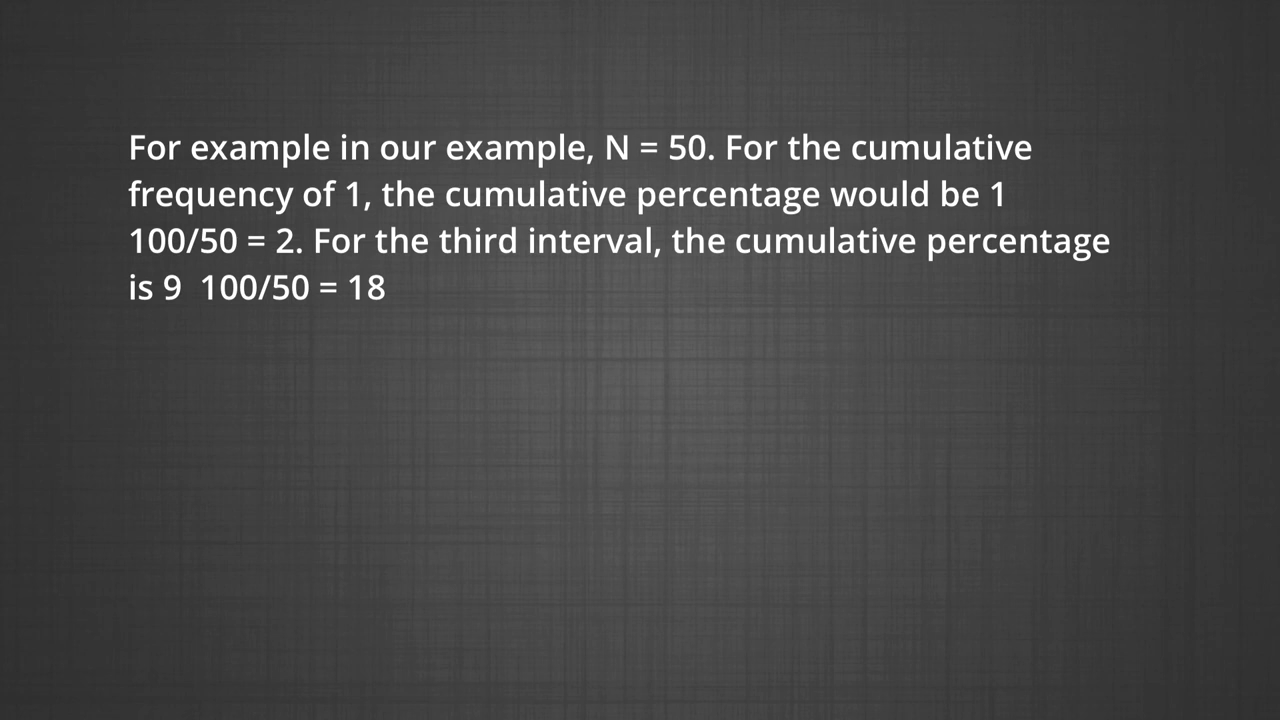 For example in our example, N = 50. For the cumulative
frequency of 1, the cumulative percentage would be 1
100/50 = 2. For the third interval, the cumulative percentage
is 9  100/50 = 18